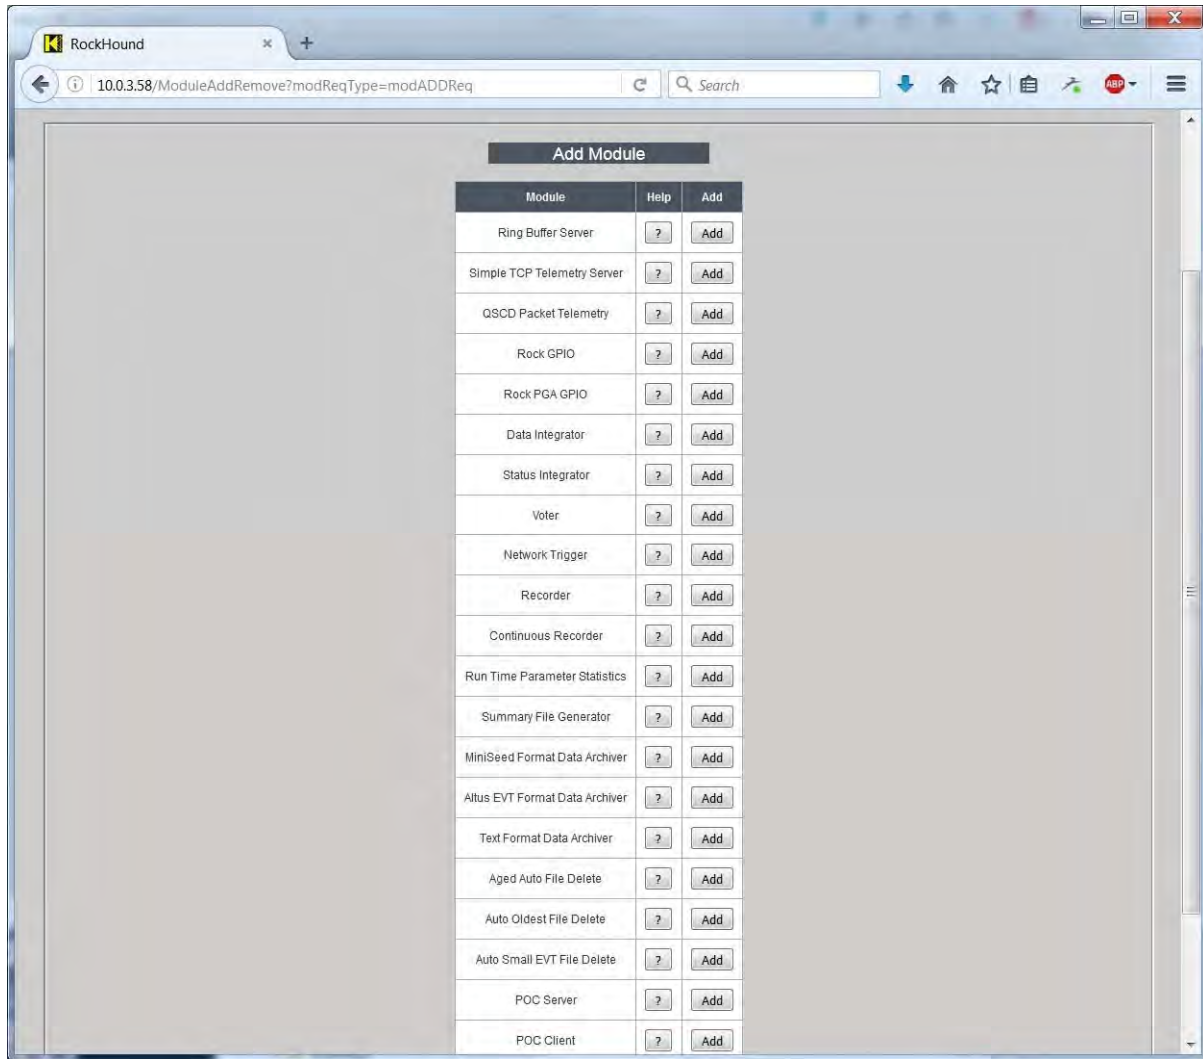 RockHound
10.0.3.58/ModuleAddRemove?modReqType=modADDReq
Search
ABP
Add Module
Module Help Add
Ring Buffer Server ? Add
Simple TCP Telemetry Server ? Add
QSCD Packet Telemetry ? Add
Rock GPIO ? Add
Rock PGA GPIO ? Add
Data Integrator ? Add
Status Integrator ? Add
Voter ? Add
Network Trigger ? Add
Recorder ? Add
Continuous Recorder ? Add
Run Time Parameter Statistics ? Add
Summary File Generator ? Add
MiniSeed Format Data Archiver ? Add
Altus EVT Format Data Archiver ? Add
Text Format Data Archiver ? Add
Aged Auto File Delete ? Add
Auto Oldest File Delete ? Add
Auto Small EVT File Delete ? Add
POC Server ? Add
POC Client ? Add